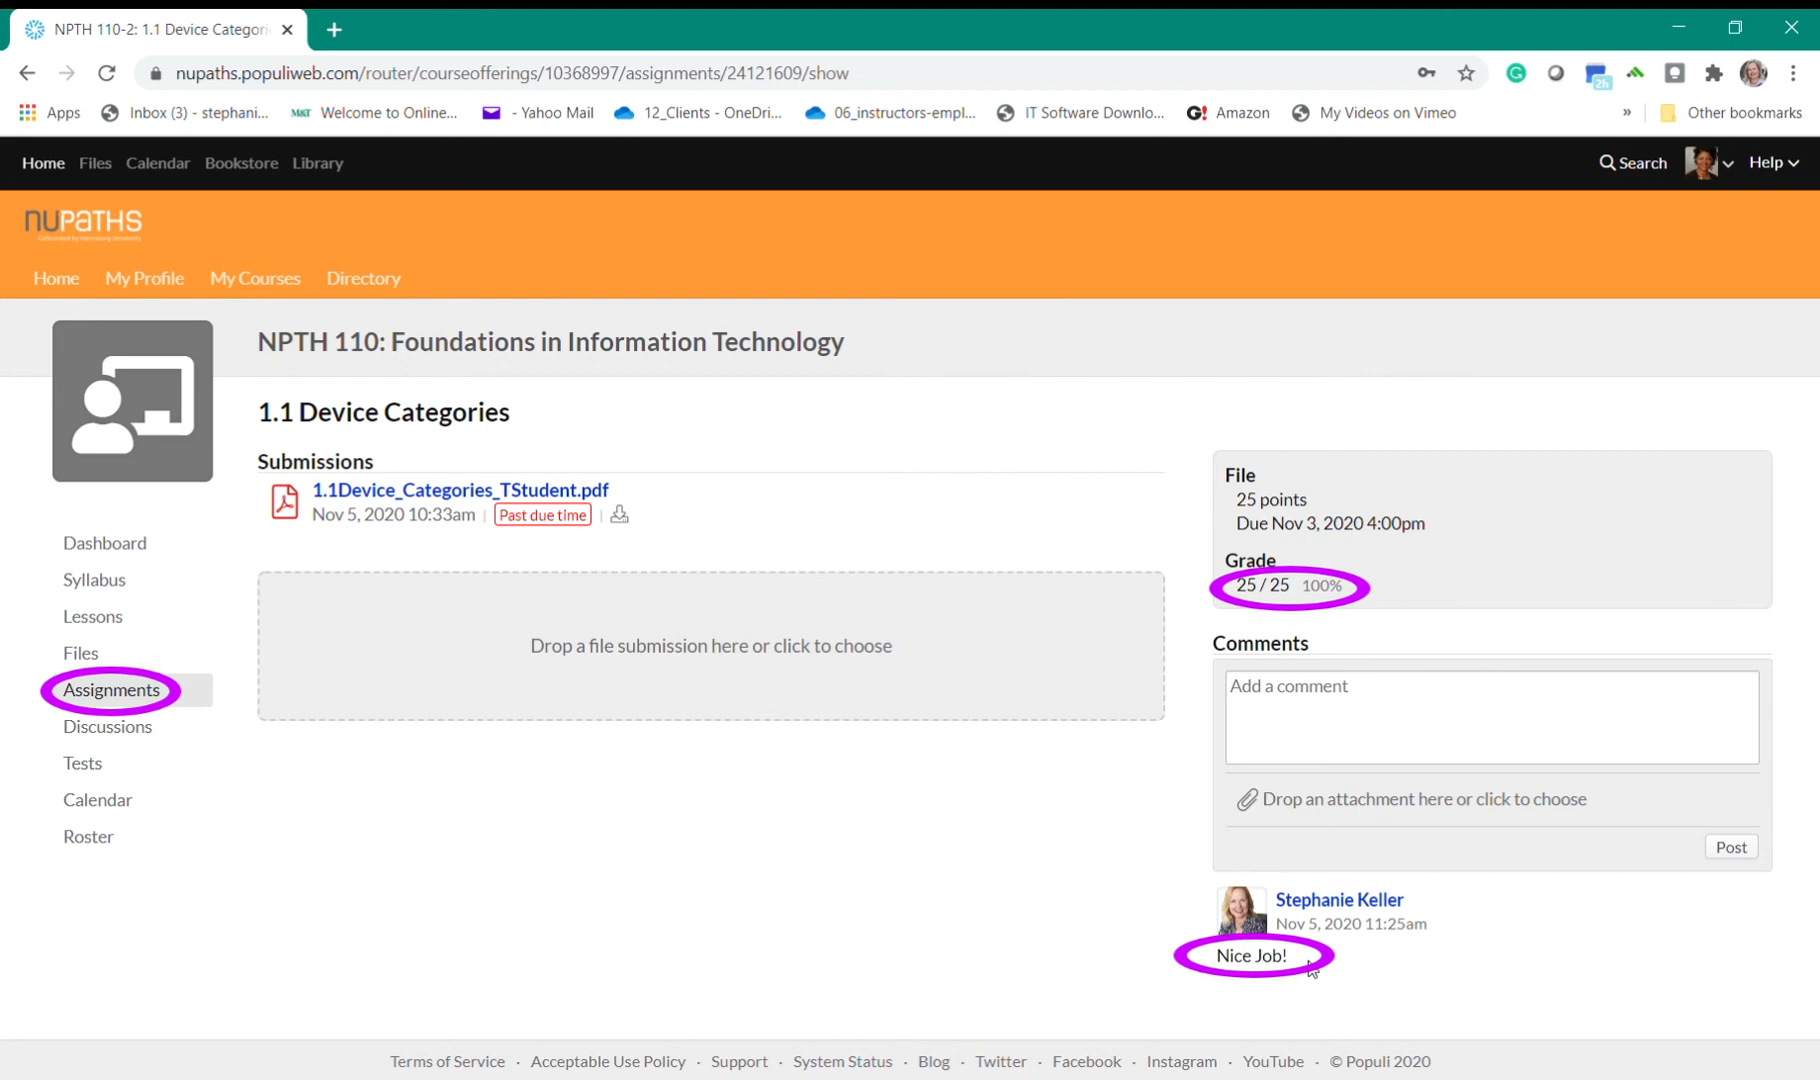 NPTH 110-2: 1.1 Device Categori
nupaths.populiweb.com/router/courseofferings/10368997/assignments/24121609/show
2h
Apps
Inbox (3) - stephani...
M&T Welcome to Online...
- Yahoo Mail
12_Clients - OneDri...
06_instructors-empl...
IT Software Downlo...
G! Amazon
My Videos on Vimeo
»
Other bookmarks
Home Files Calendar Bookstore Library
Search
Help
nuPATHS
Home My Profile My Courses Directory
NPTH 110: Foundations in Information Technology
1.1 Device Categories
Submissions
1.1Device_Categories_TStudent.pdf
Nov 5, 2020 10:33am | Past due time |
Drop a file submission here or click to choose
Dashboard
Syllabus
Lessons
Files
Assignments
Discussions
Tests
Calendar
Roster
File
25 points
Due Nov 3, 2020 4:00pm
Grade
25 / 25 100%
Comments
Add a comment
Drop an attachment here or click to choose
Post
Stephanie Keller
Nov 5, 2020 11:25am
Nice Job!
Terms of Service · Acceptable Use Policy · Support · System Status · Blog · Twitter · Facebook · Instagram · YouTube · © Populi 2020